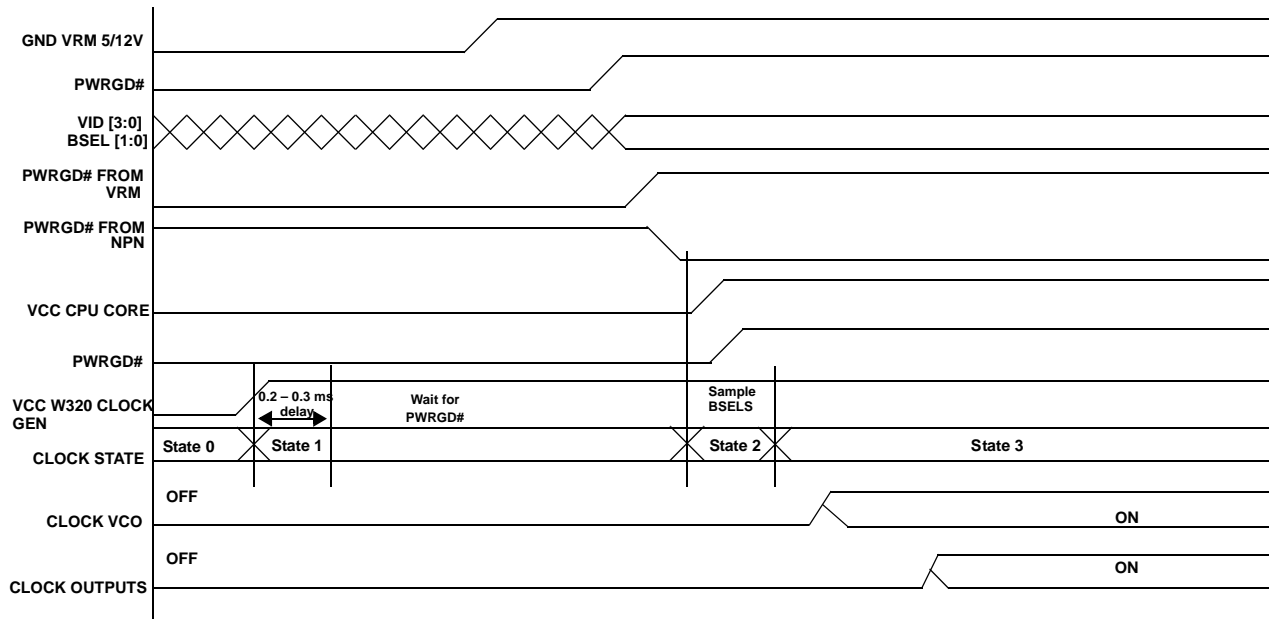 GND VRM 5/12V
PWRGD#
VID [3:0]
BSEL [1:0]
PWRGD# FROM
VRM
PWRGD# FROM
NPN
VCC CPU CORE
PWRGD#
VCC W320 CLOCK
GEN
0.2 – 0.3 ms
delay
Wait for
PWRGD#
Sample
BSELS
CLOCK STATE
State 0
State 1
State 2
State 3
OFF
CLOCK VCO
ON
OFF
CLOCK OUTPUTS
ON